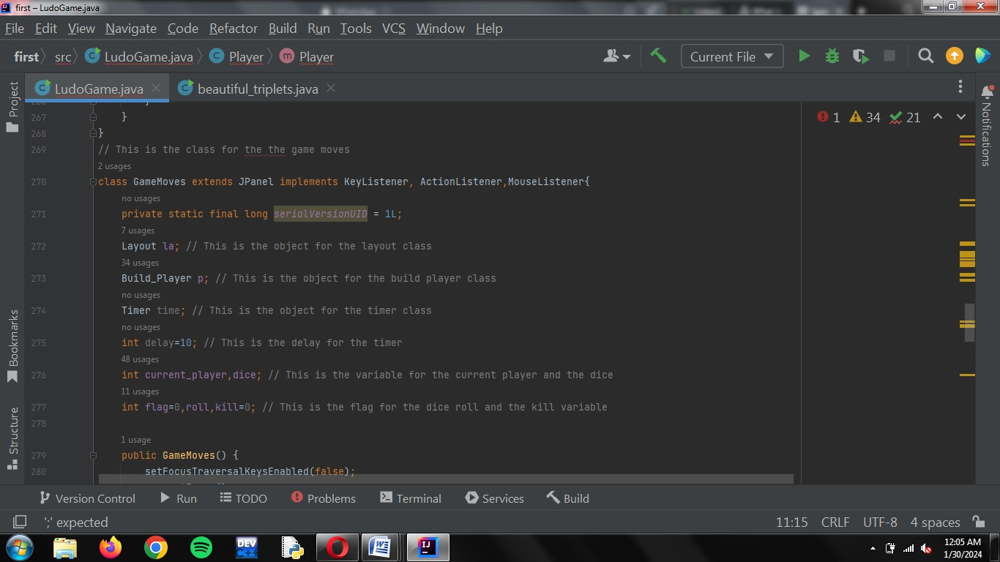 first – LudoGame.java
File Edit View Navigate Code Refactor Build Run Tools VCS Window Help
first src LudoGame.java Player Player Current File
LudoGame.java beautiful_triplets.java
1 34 21
267 }
268 }
269 // This is the class for the the game moves
2 usages
270 class GameMoves extends JPanel implements KeyListener, ActionListener,MouseListener{
no usages
271 private static final long serialVersionUID = 1L;
7 usages
272 Layout la; // This is the object for the layout class
34 usages
273 Build_Player p; // This is the object for the build player class
no usages
274 Timer time; // This is the object for the timer class
no usages
275 int delay=10; // This is the delay for the timer
48 usages
276 int current_player,dice; // This is the variable for the current player and the dice
11 usages
277 int flag=0,roll,kill=0; // This is the flag for the dice roll and the kill variable
278
1 usage
279 public GameMoves() {
280 setFocusTraversalKeysEnabled(false);
Project
Bookmarks
Structure
Notifications
Version Control Run TODO Problems Terminal Services Build
';' expected 11:15 CRLF UTF-8 4 spaces
DEV C++ W IJ
12:05 AM
1/30/2024